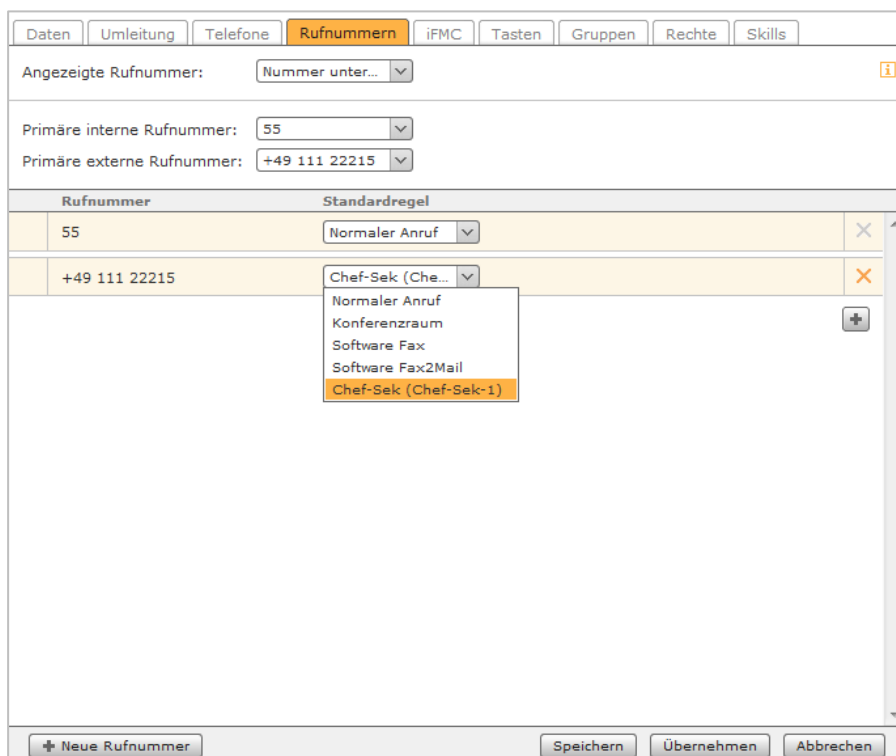 Daten Umleitung Telefone Rufnummern iFMC Tasten Gruppen Rechte Skills
Angezeigte Rufnummer: Nummer unter...
Primäre interne Rufnummer: 55
Primäre externe Rufnummer: +49 111 22215
Rufnummer Standardregel
55 Normaler Anruf
+49 111 22215 Chef-Sek (Che...
Normaler Anruf
Konferenzraum
Software Fax
Software Fax2Mail
Chef-Sek (Chef-Sek-1)
Neue Rufnummer Speichern Übernehmen Abbrechen